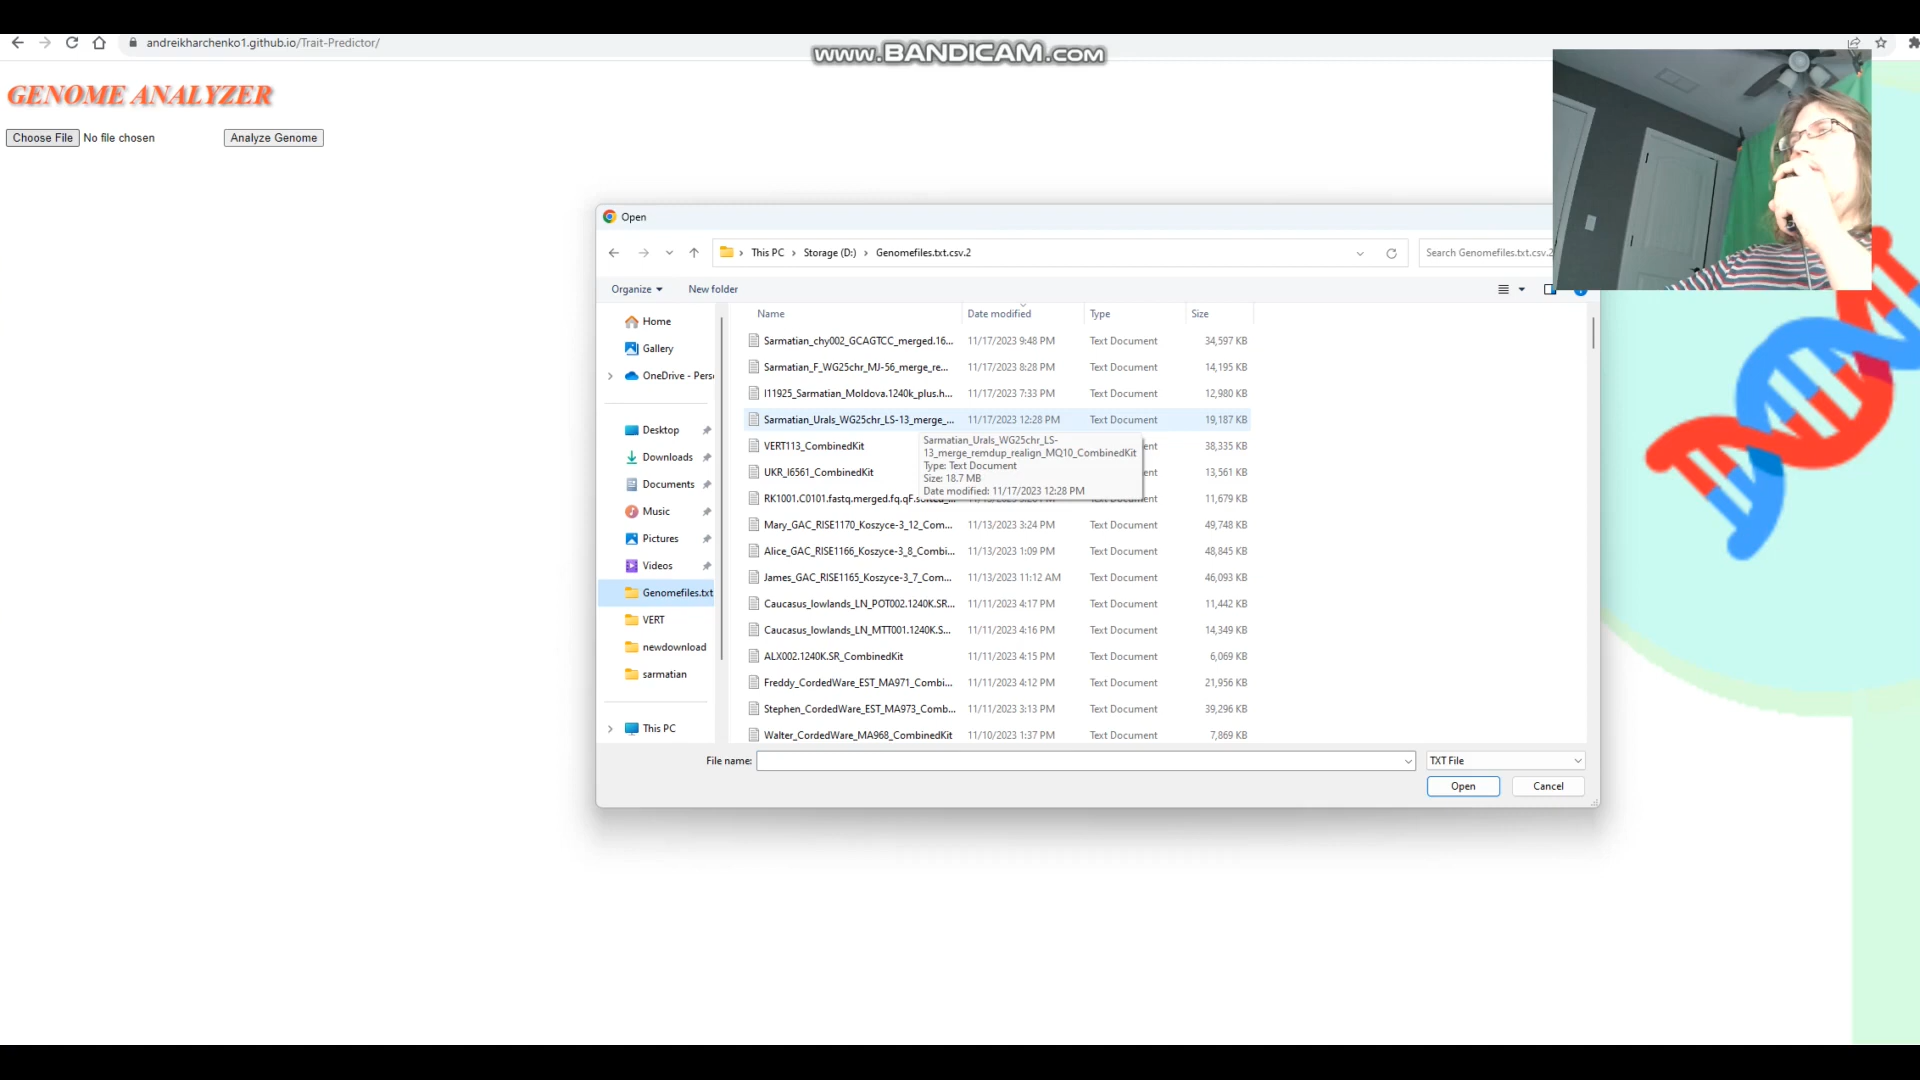 andreikharchenko1.github.io/Trait-Predictor/
www.BANDICAM.COM
GENOME ANALYZER
Choose File No file chosen Analyze Genome
Open
This PC Storage (D:) Genomefiles.txt.csv.2 Search Genomefiles.txt.csv.2
Organize New folder
Name Date modified Type Size
Home
Gallery
OneDrive - Pers
Desktop
Downloads
Documents
Music
Pictures
Videos
Genomefiles.txt
VERT
newdownload
sarmatian
This PC
Sarmatian_chy002_GCAGTCC_merged.16... 11/17/2023 9:48 PM Text Document 34,597 KB
Sarmatian_F_WG25chr_MJ-56_merge_re... 11/17/2023 8:28 PM Text Document 14,195 KB
I11925_Sarmatian_Moldova.1240k_plus.h... 11/17/2023 7:33 PM Text Document 12,980 KB
Sarmatian_Urals_WG25chr_LS-13_merge_... 11/17/2023 12:28 PM Text Document 19,187 KB
VERT113_CombinedKit 38,335 KB
UKR_I6561_CombinedKit 13,561 KB
RK1001.C0101.fastq.merged.fq.qF. Text Document 11,679 KB
Mary_GAC_RISE1170_Koszyce-3_12_Com... 11/13/2023 3:24 PM Text Document 49,748 KB
Alice_GAC_RISE1166_Koszyce-3_8_Combi... 11/13/2023 1:09 PM Text Document 48,845 KB
James_GAC_RISE1165_Koszyce-3_7_Com... 11/13/2023 11:12 AM Text Document 46,093 KB
Caucasus_lowlands_LN_POT002.1240K.SR... 11/11/2023 4:17 PM Text Document 11,442 KB
Caucasus_lowlands_LN_MTT001.1240K.S... 11/11/2023 4:16 PM Text Document 14,349 KB
ALX002.1240K.SR_CombinedKit 11/11/2023 4:15 PM Text Document 6,069 KB
Freddy_CordedWare_EST_MA971_Combi... 11/11/2023 4:12 PM Text Document 21,956 KB
Stephen_CordedWare_EST_MA973_Comb... 11/11/2023 3:13 PM Text Document 39,296 KB
Walter_CordedWare_MA968_CombinedKit 11/10/2023 1:37 PM Text Document 7,869 KB
Sarmatian_Urals_WG25chr_LS-
13_merge_remdup_realign_MQ10_CombinedKit
Type: Text Document
Size: 18.7 MB
Date modified: 11/17/2023 12:28 PM
File name: TXT File
Open Cancel